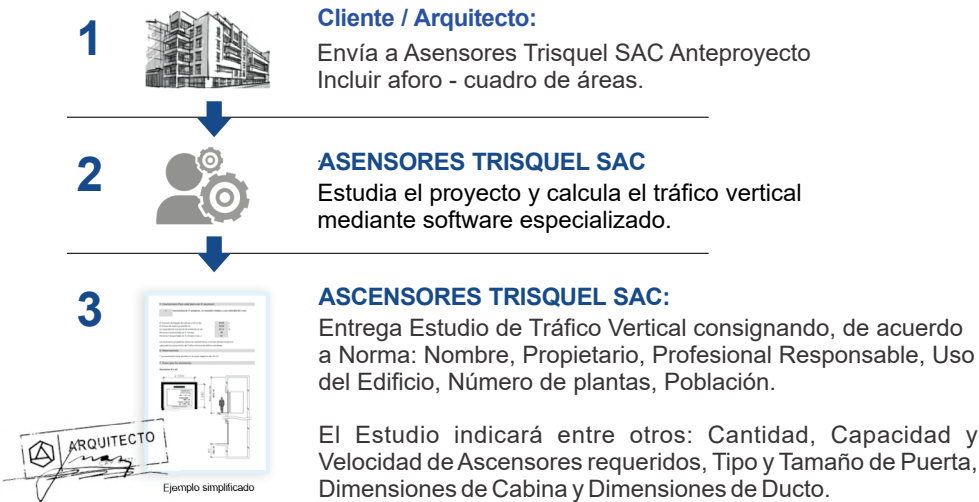 1
Cliente / Arquitecto:
Envía a Asensores Trisquel SAC Anteproyecto
Incluir aforo - cuadro de áreas.
2
ASENSORES TRISQUEL SAC
Estudia el proyecto y calcula el tráfico vertical
mediante software especializado.
3
ASCENSORES TRISQUEL SAC:
Entrega Estudio de Tráfico Vertical consignando, de acuerdo
a Norma: Nombre, Propietario, Profesional Responsable, Uso
del Edificio, Número de plantas, Población.
El Estudio indicará entre otros: Cantidad, Capacidad y
Velocidad de Ascensores requeridos, Tipo y Tamaño de Puerta,
Dimensiones de Cabina y Dimensiones de Ducto.
ARQUITECTO
Ejemplo simplificado